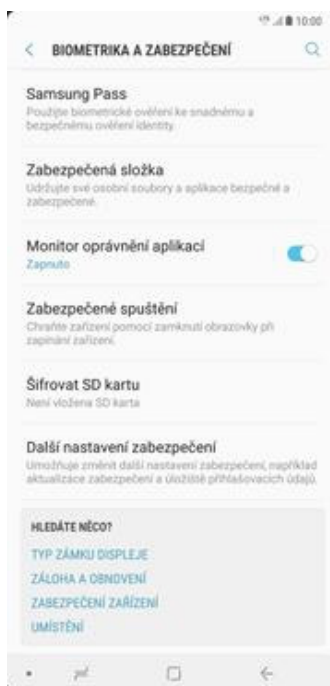 10:00
BIOMETRIKA A ZABEZPEČENÍ
Samsung Pass
Použijte biometrické ověření ke snadnému a
bezpečnému ověření identity.
Zabezpečená složka
Udržujte své osobní soubory a aplikace bezpečné a
zabezpečené.
Monitor oprávnění aplikací
Zapnuto
Zabezpečené spuštění
Chraňte zařízení pomocí zamknutí obrazovky při
zapínání zařízení.
Šifrovat SD kartu
Není vložena SD karta
Další nastavení zabezpečení
Umožňuje změnit další nastavení zabezpečení, například
aktualizace zabezpečení a úložiště přihlašovacích údajů.
HLEDÁTE NĚCO?
TYP ZÁMKU DISPLEJE
ZÁLOHA A OBNOVENÍ
ZABEZPEČENÍ ZAŘÍZENÍ
UMÍSTĚNÍ